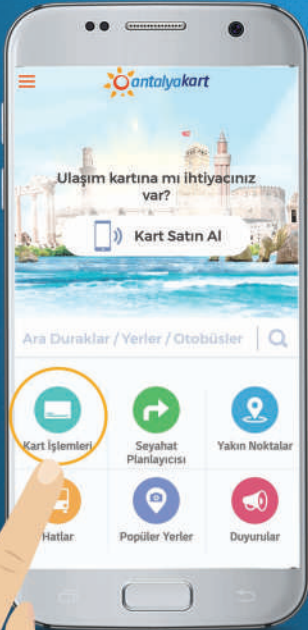 antalyakart
Ulaşım kartına mı ihtiyacınız
var?
Kart Satın Al
Ara Duraklar / Yerler / Otobüsler
Kart İşlemleri
Seyahat
Planlayıcısı
Yakın Noktalar
Hatlar
Popüler Yerler
Duyurular